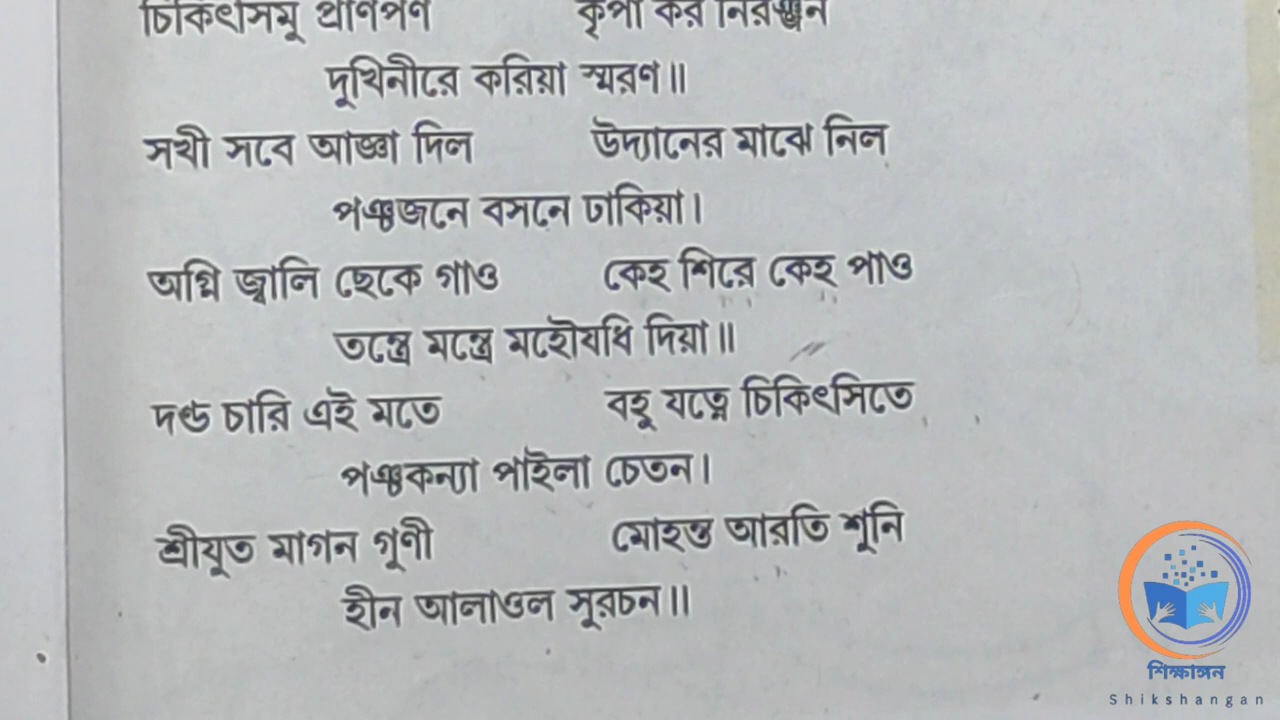 চিকিৎসিমু প্রাণপণ কৃপা কর নিরঞ্জন
দুখিনীরে করিয়া স্মরণ॥
সখী সবে আজ্ঞা দিল উদ্যানের মাঝে নিল
পঞ্চজনে বসনে ঢাকিয়া।
অগ্নি জ্বালি ছেকে গাও কেহ শিরে কেহ পাও
তন্ত্রে মন্ত্রে মহৌষধি দিয়া॥
দণ্ড চারি এই মতে বহু যত্নে চিকিৎসিতে
পঞ্চকন্যা পাইলা চেতন।
শ্রীযুত মাগন গুণী মোহন্ত আরতি শুনি
হীন আলাওল সুরচন॥
শিক্ষাঙ্গন
Shikshangan